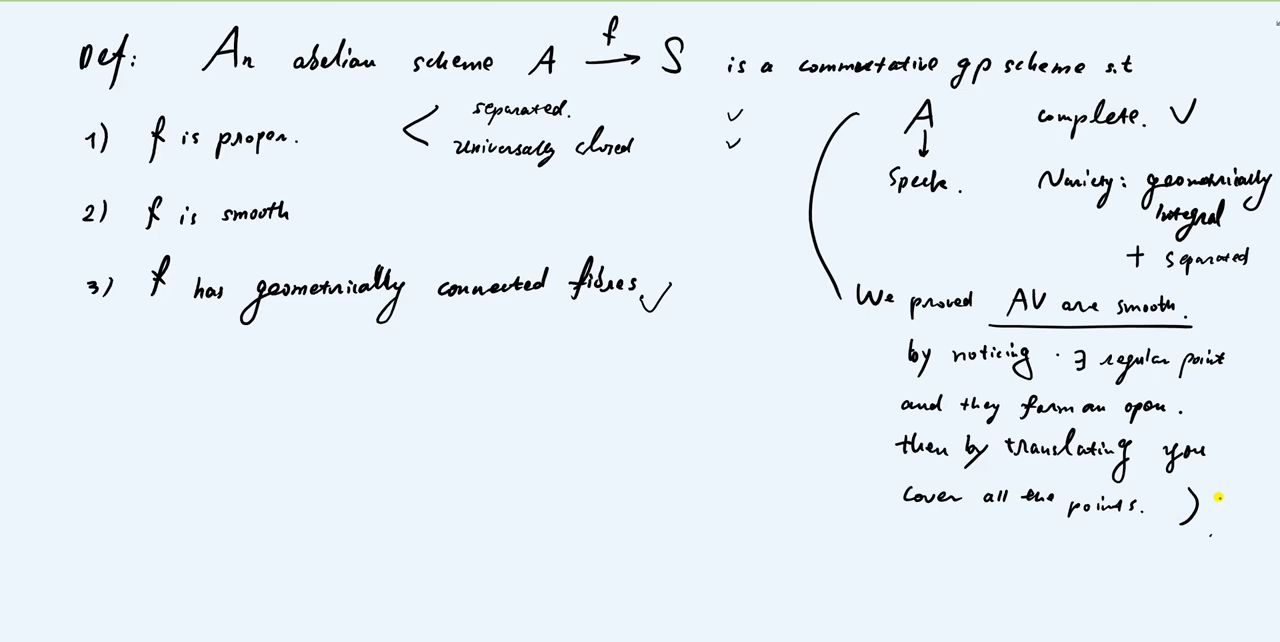 Def: An abelian scheme A —f→ S is a commutative gp scheme s.t
1) f is proper. < separated. ✓
universally closed ✓
2) f is smooth
3) f has geometrically connected fibres ✓
A complete. ✓
↓
Spec k. Variety: geometrically
integral
+ separated
( We proved AV are smooth.
by noticing · ∃ regular point
and they form an open.
then by translating you
cover all the points. )